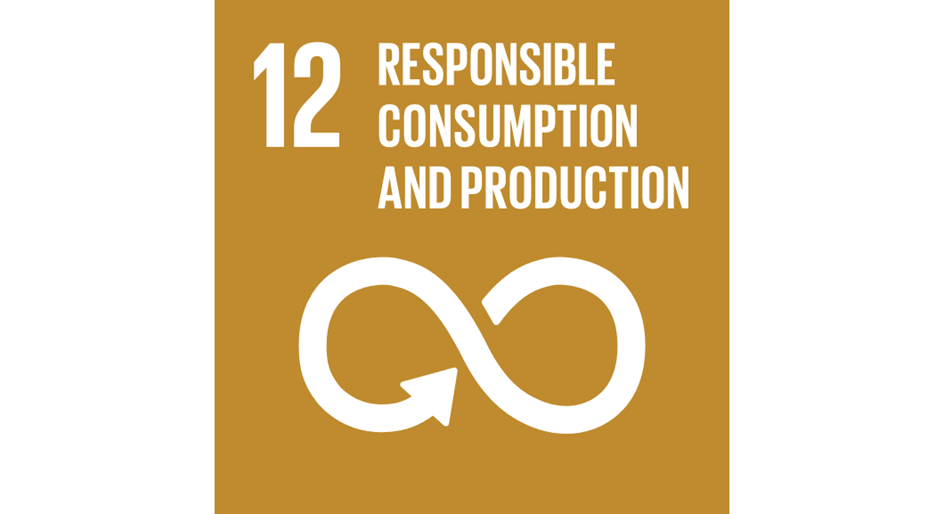 12 RESPONSIBLE
CONSUMPTION
AND PRODUCTION